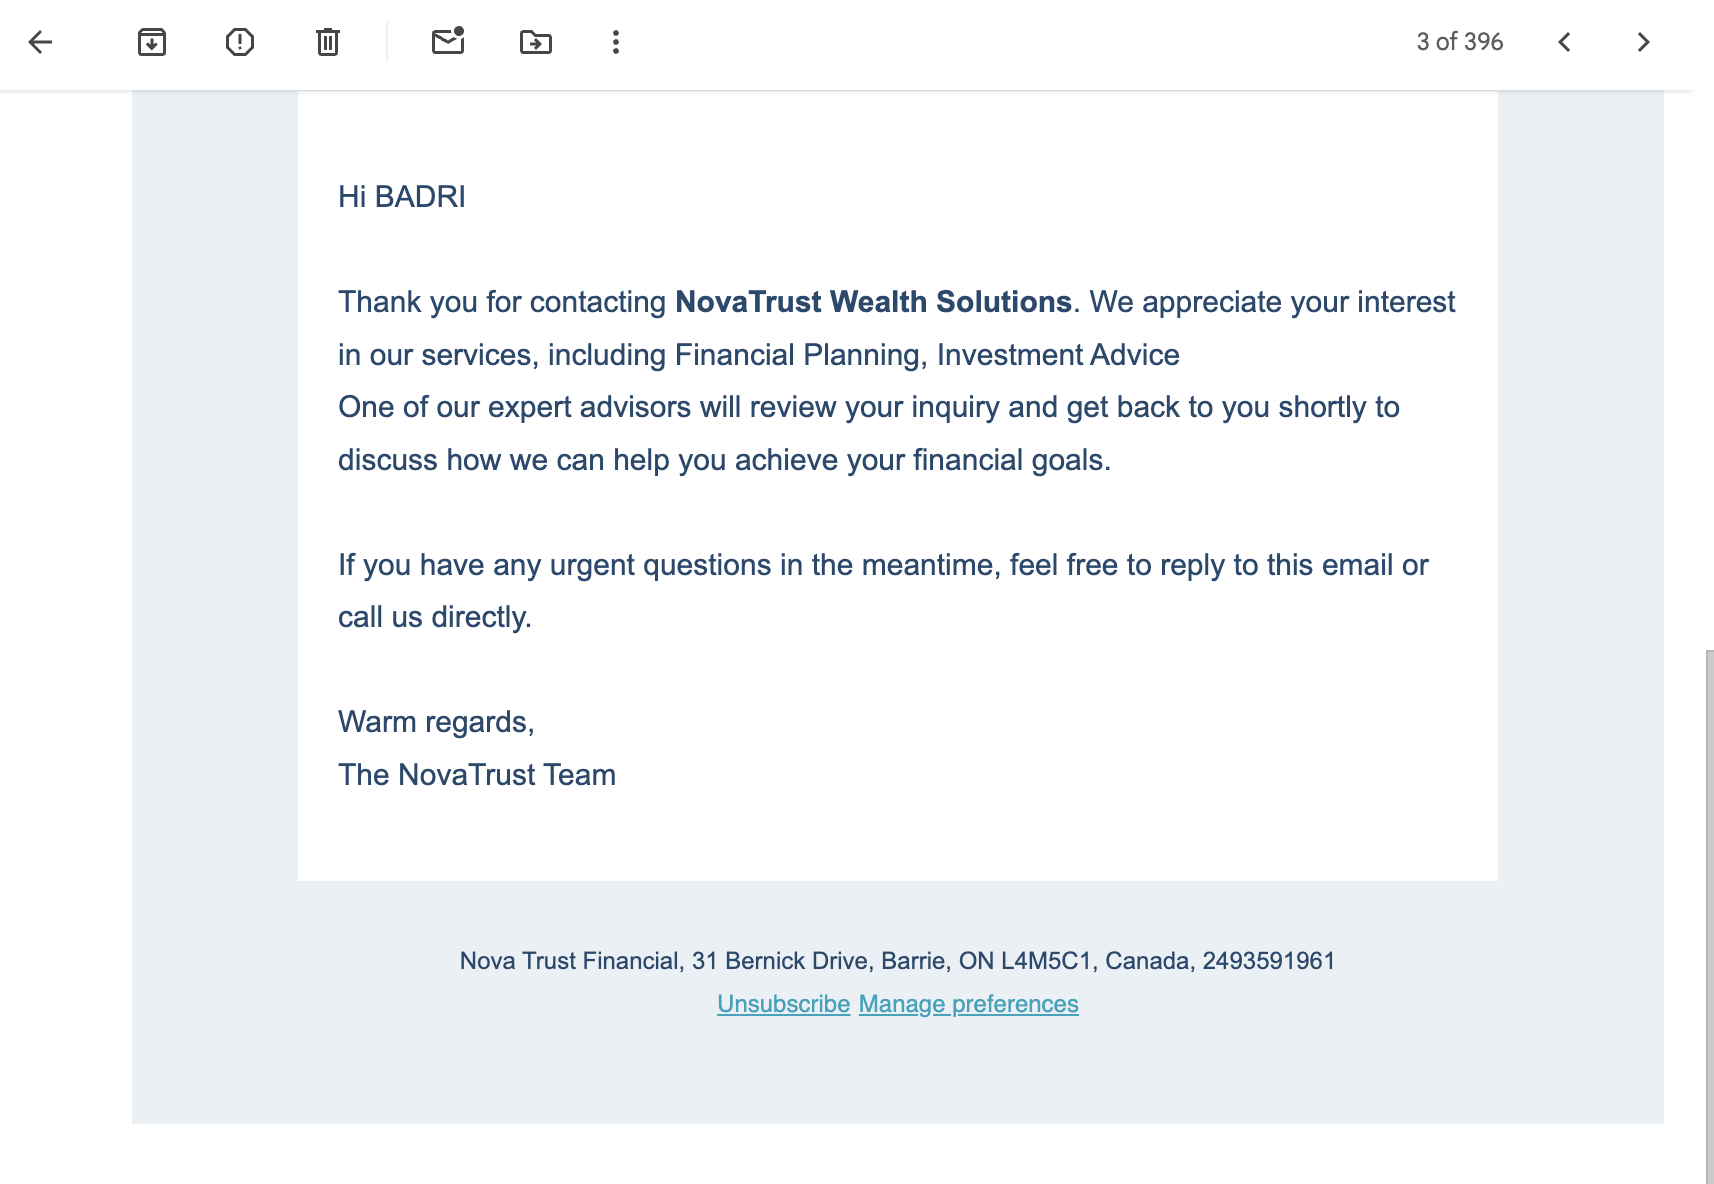 3 of 396
Hi BADRI
Thank you for contacting NovaTrust Wealth Solutions. We appreciate your interest
in our services, including Financial Planning, Investment Advice
One of our expert advisors will review your inquiry and get back to you shortly to
discuss how we can help you achieve your financial goals.
If you have any urgent questions in the meantime, feel free to reply to this email or
call us directly.
Warm regards,
The NovaTrust Team
Nova Trust Financial, 31 Bernick Drive, Barrie, ON L4M5C1, Canada, 2493591961
Unsubscribe Manage preferences